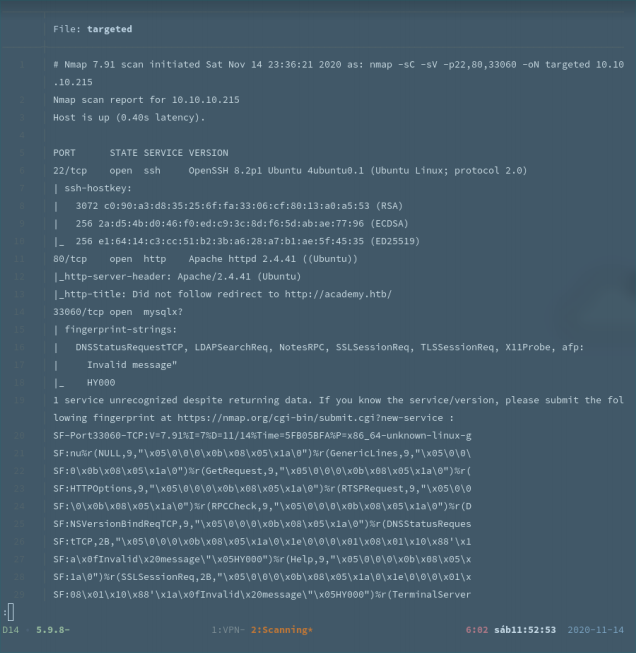 File: targeted
# Nmap 7.91 scan initiated Sat Nov 14 23:36:21 2020 as: nmap -sC -sV -p22,80,33060 -oN targeted 10.10
.10.215
Nmap scan report for 10.10.10.215
Host is up (0.40s latency).
PORT      STATE SERVICE VERSION
22/tcp    open  ssh     OpenSSH 8.2p1 Ubuntu 4ubuntu0.1 (Ubuntu Linux; protocol 2.0)
| ssh-hostkey:
|   3072 c0:90:a3:d8:35:25:6f:fa:33:06:cf:80:13:a0:a5:53 (RSA)
|   256 2a:d5:4b:d0:46:f0:ed:c9:3c:8d:f6:5d:ab:ae:77:96 (ECDSA)
|_  256 e1:64:14:c3:cc:51:b2:3b:a6:28:a7:b1:ae:5f:45:35 (ED25519)
80/tcp    open  http    Apache httpd 2.4.41 ((Ubuntu))
|_http-server-header: Apache/2.4.41 (Ubuntu)
|_http-title: Did not follow redirect to http://academy.htb/
33060/tcp open  mysqlx?
| fingerprint-strings:
|   DNSStatusRequestTCP, LDAPSearchReq, NotesRPC, SSLSessionReq, TLSSessionReq, X11Probe, afp:
|     Invalid message"
|_    HY000
1 service unrecognized despite returning data. If you know the service/version, please submit the fol
lowing fingerprint at https://nmap.org/cgi-bin/submit.cgi?new-service :
SF-Port33060-TCP:V=7.91%I=7%D=11/14%Time=5FB05BFA%P=x86_64-unknown-linux-g
SF:nu%r(NULL,9,"\x05\0\0\0\x0b\x08\x05\x1a\0")%r(GenericLines,9,"\x05\0\0\
SF:0\x0b\x08\x05\x1a\0")%r(GetRequest,9,"\x05\0\0\0\x0b\x08\x05\x1a\0")%r(
SF:HTTPOptions,9,"\x05\0\0\0\x0b\x08\x05\x1a\0")%r(RTSPRequest,9,"\x05\0\0
SF:\0\x0b\x08\x05\x1a\0")%r(RPCCheck,9,"\x05\0\0\0\x0b\x08\x05\x1a\0")%r(D
SF:NSVersionBindReqTCP,9,"\x05\0\0\0\x0b\x08\x05\x1a\0")%r(DNSStatusReques
SF:tTCP,2B,"\x05\0\0\0\x0b\x08\x05\x1a\0\x1e\0\0\0\x01\x08\x01\x10\x88'\x1
SF:a\x0fInvalid\x20message\"\x05HY000")%r(Help,9,"\x05\0\0\0\x0b\x08\x05\x
SF:1a\0")%r(SSLSessionReq,2B,"\x05\0\0\0\x0b\x08\x05\x1a\0\x1e\0\0\0\x01\x
SF:08\x01\x10\x88'\x1a\x0fInvalid\x20message\"\x05HY000")%r(TerminalServer
:
D14 5.9.8- 1:VPN- 2:Scanning* 6:02 sáb11:52:53 2020-11-14